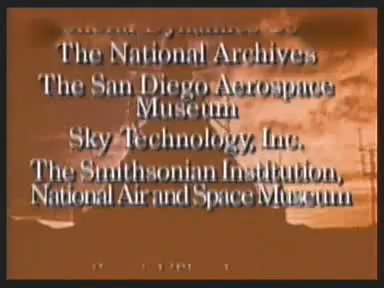 The National Archives
The San Diego Aerospace
Museum
Sky Technology, Inc.
The Smithsonian Institution,
National Air and Space Museum